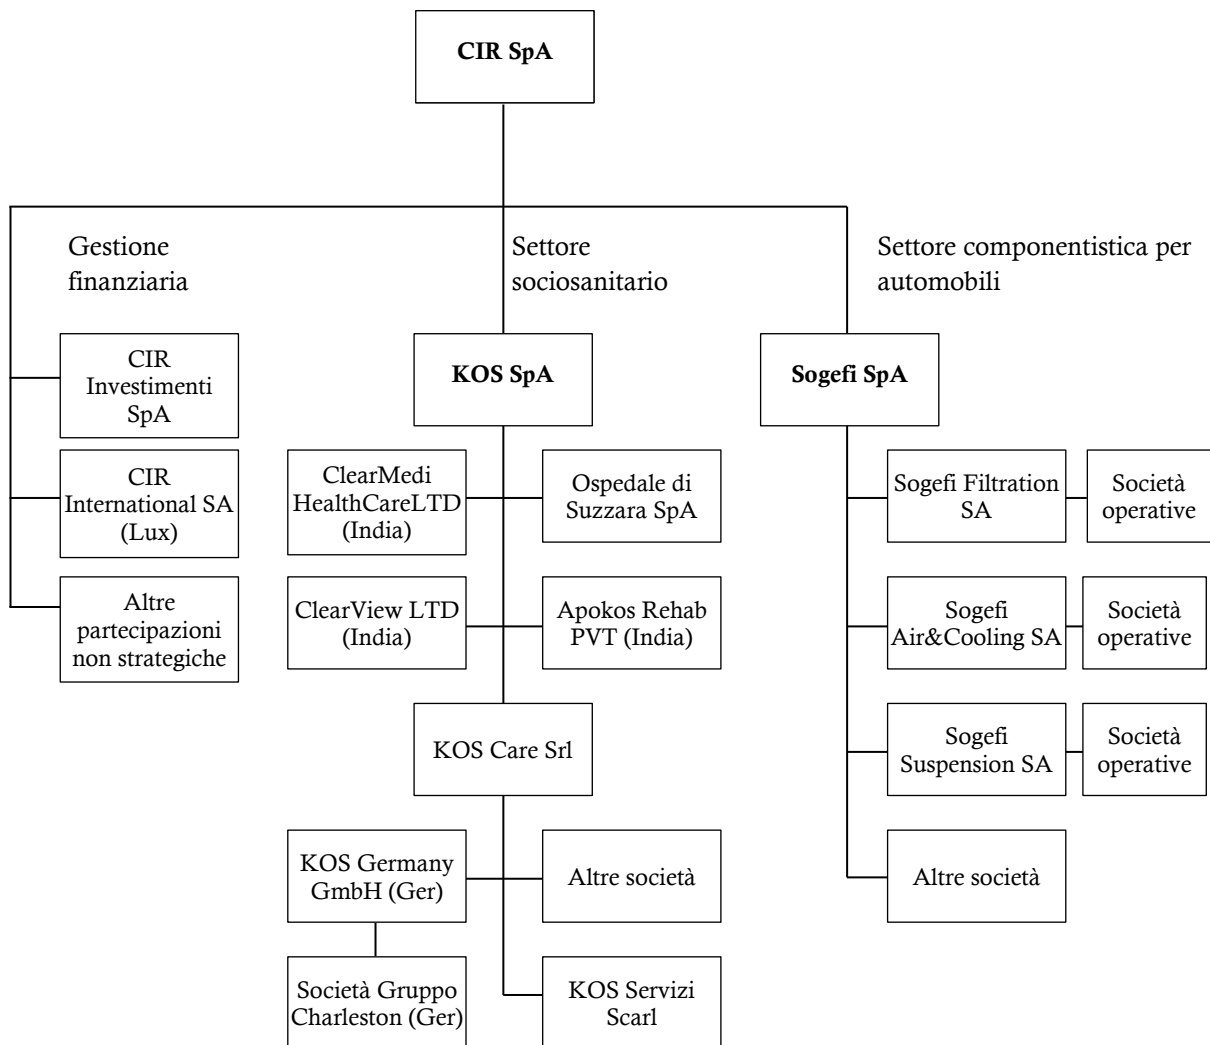 CIR SpA
Gestione
finanziaria
Settore
sociosanitario
Settore componentistica per
automobili
CIR
Investimenti
SpA
KOS SpA
Sogefi SpA
CIR
International SA
(Lux)
ClearMedi
HealthCareLTD
(India)
Ospedale di
Suzzara SpA
Sogefi Filtration
SA
Società
operative
Altre
partecipazioni
non strategiche
ClearView LTD
(India)
Apokos Rehab
PVT (India)
Sogefi
Air&Cooling SA
Società
operative
KOS Care Srl
Sogefi
Suspension SA
Società
operative
KOS Germany
GmbH (Ger)
Altre società
Altre società
Società Gruppo
Charleston (Ger)
KOS Servizi
Scarl